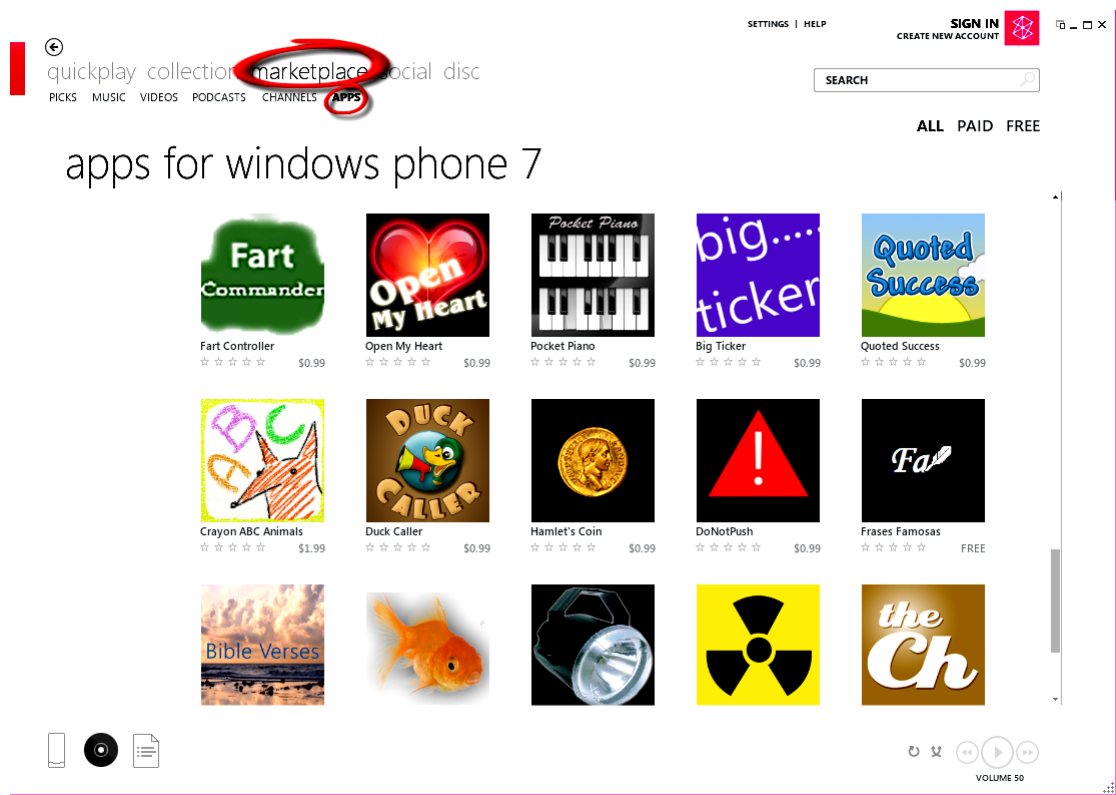 SETTINGS | HELP
SIGN IN
CREATE NEW ACCOUNT
quickplay collection marketplace social disc
PICKS MUSIC VIDEOS PODCASTS CHANNELS APPS
SEARCH
ALL PAID FREE
apps for windows phone 7
Fart
Commander
Open
My Heart
Pocket Piano
big.....
ticker
Quoted
Success
Fart Controller Open My Heart Pocket Piano Big Ticker Quoted Success
$0.99 $0.99 $0.99 $0.99 $0.99
ABC
DUCK
CALLER
!
Fa
Crayon ABC Animals Duck Caller Hamlet's Coin DoNotPush Frases Famosas
$1.99 $0.99 $0.99 $0.99 FREE
Bible Verses
the
Ch
VOLUME 50